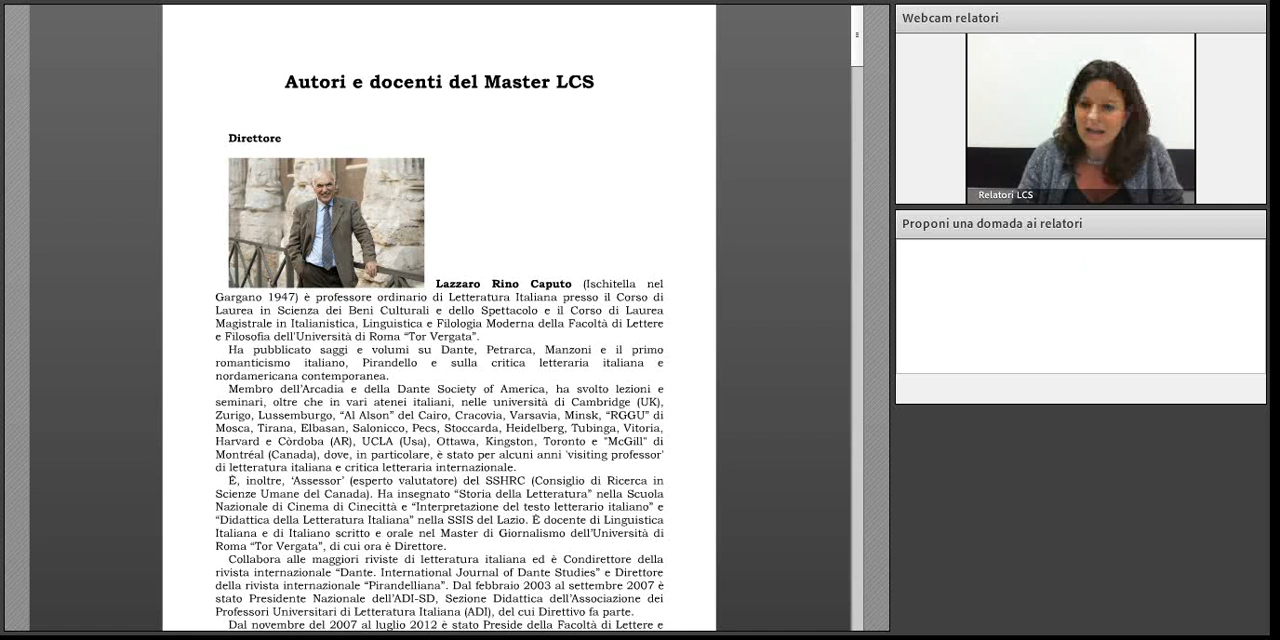 Autori e docenti del Master LCS
Direttore
Lazzaro Rino Caputo (Ischitella nel
Gargano 1947) è professore ordinario di Letteratura Italiana presso il Corso di
Laurea in Scienza dei Beni Culturali e dello Spettacolo e il Corso di Laurea
Magistrale in Italianistica, Linguistica e Filologia Moderna della Facoltà di Lettere
e Filosofia dell'Università di Roma “Tor Vergata”.
Ha pubblicato saggi e volumi su Dante, Petrarca, Manzoni e il primo
romanticismo italiano, Pirandello e sulla critica letteraria italiana e
nordamericana contemporanea.
Membro dell'Arcadia e della Dante Society of America, ha svolto lezioni e
seminari, oltre che in vari atenei italiani, nelle università di Cambridge (UK),
Zurigo, Lussemburgo, “Al Alson” del Cairo, Cracovia, Varsavia, Minsk, “RGGU” di
Mosca, Tirana, Elbasan, Salonicco, Pecs, Stoccarda, Heidelberg, Tubinga, Vitoria,
Harvard e Còrdoba (AR), UCLA (Usa), Ottawa, Kingston, Toronto e "McGill" di
Montréal (Canada), dove, in particolare, è stato per alcuni anni 'visiting professor'
di letteratura italiana e critica letteraria internazionale.
È, inoltre, ‘Assessor’ (esperto valutatore) del SSHRC (Consiglio di Ricerca in
Scienze Umane del Canada). Ha insegnato “Storia della Letteratura” nella Scuola
Nazionale di Cinema di Cinecittà e “Interpretazione del testo letterario italiano” e
“Didattica della Letteratura Italiana” nella SSIS del Lazio. È docente di Linguistica
Italiana e di Italiano scritto e orale nel Master di Giornalismo dell'Università di
Roma “Tor Vergata”, di cui ora è Direttore.
Collabora alle maggiori riviste di letteratura italiana ed è Condirettore della
rivista internazionale “Dante. International Journal of Dante Studies” e Direttore
della rivista internazionale “Pirandelliana”. Dal febbraio 2003 al settembre 2007 è
stato Presidente Nazionale dell'ADI-SD, Sezione Didattica dell'Associazione dei
Professori Universitari di Letteratura Italiana (ADI), del cui Direttivo fa parte.
Dal novembre del 2007 al luglio 2012 è stato Preside della Facoltà di Lettere e
Webcam relatori
Relatori LCS
Proponi una domada ai relatori